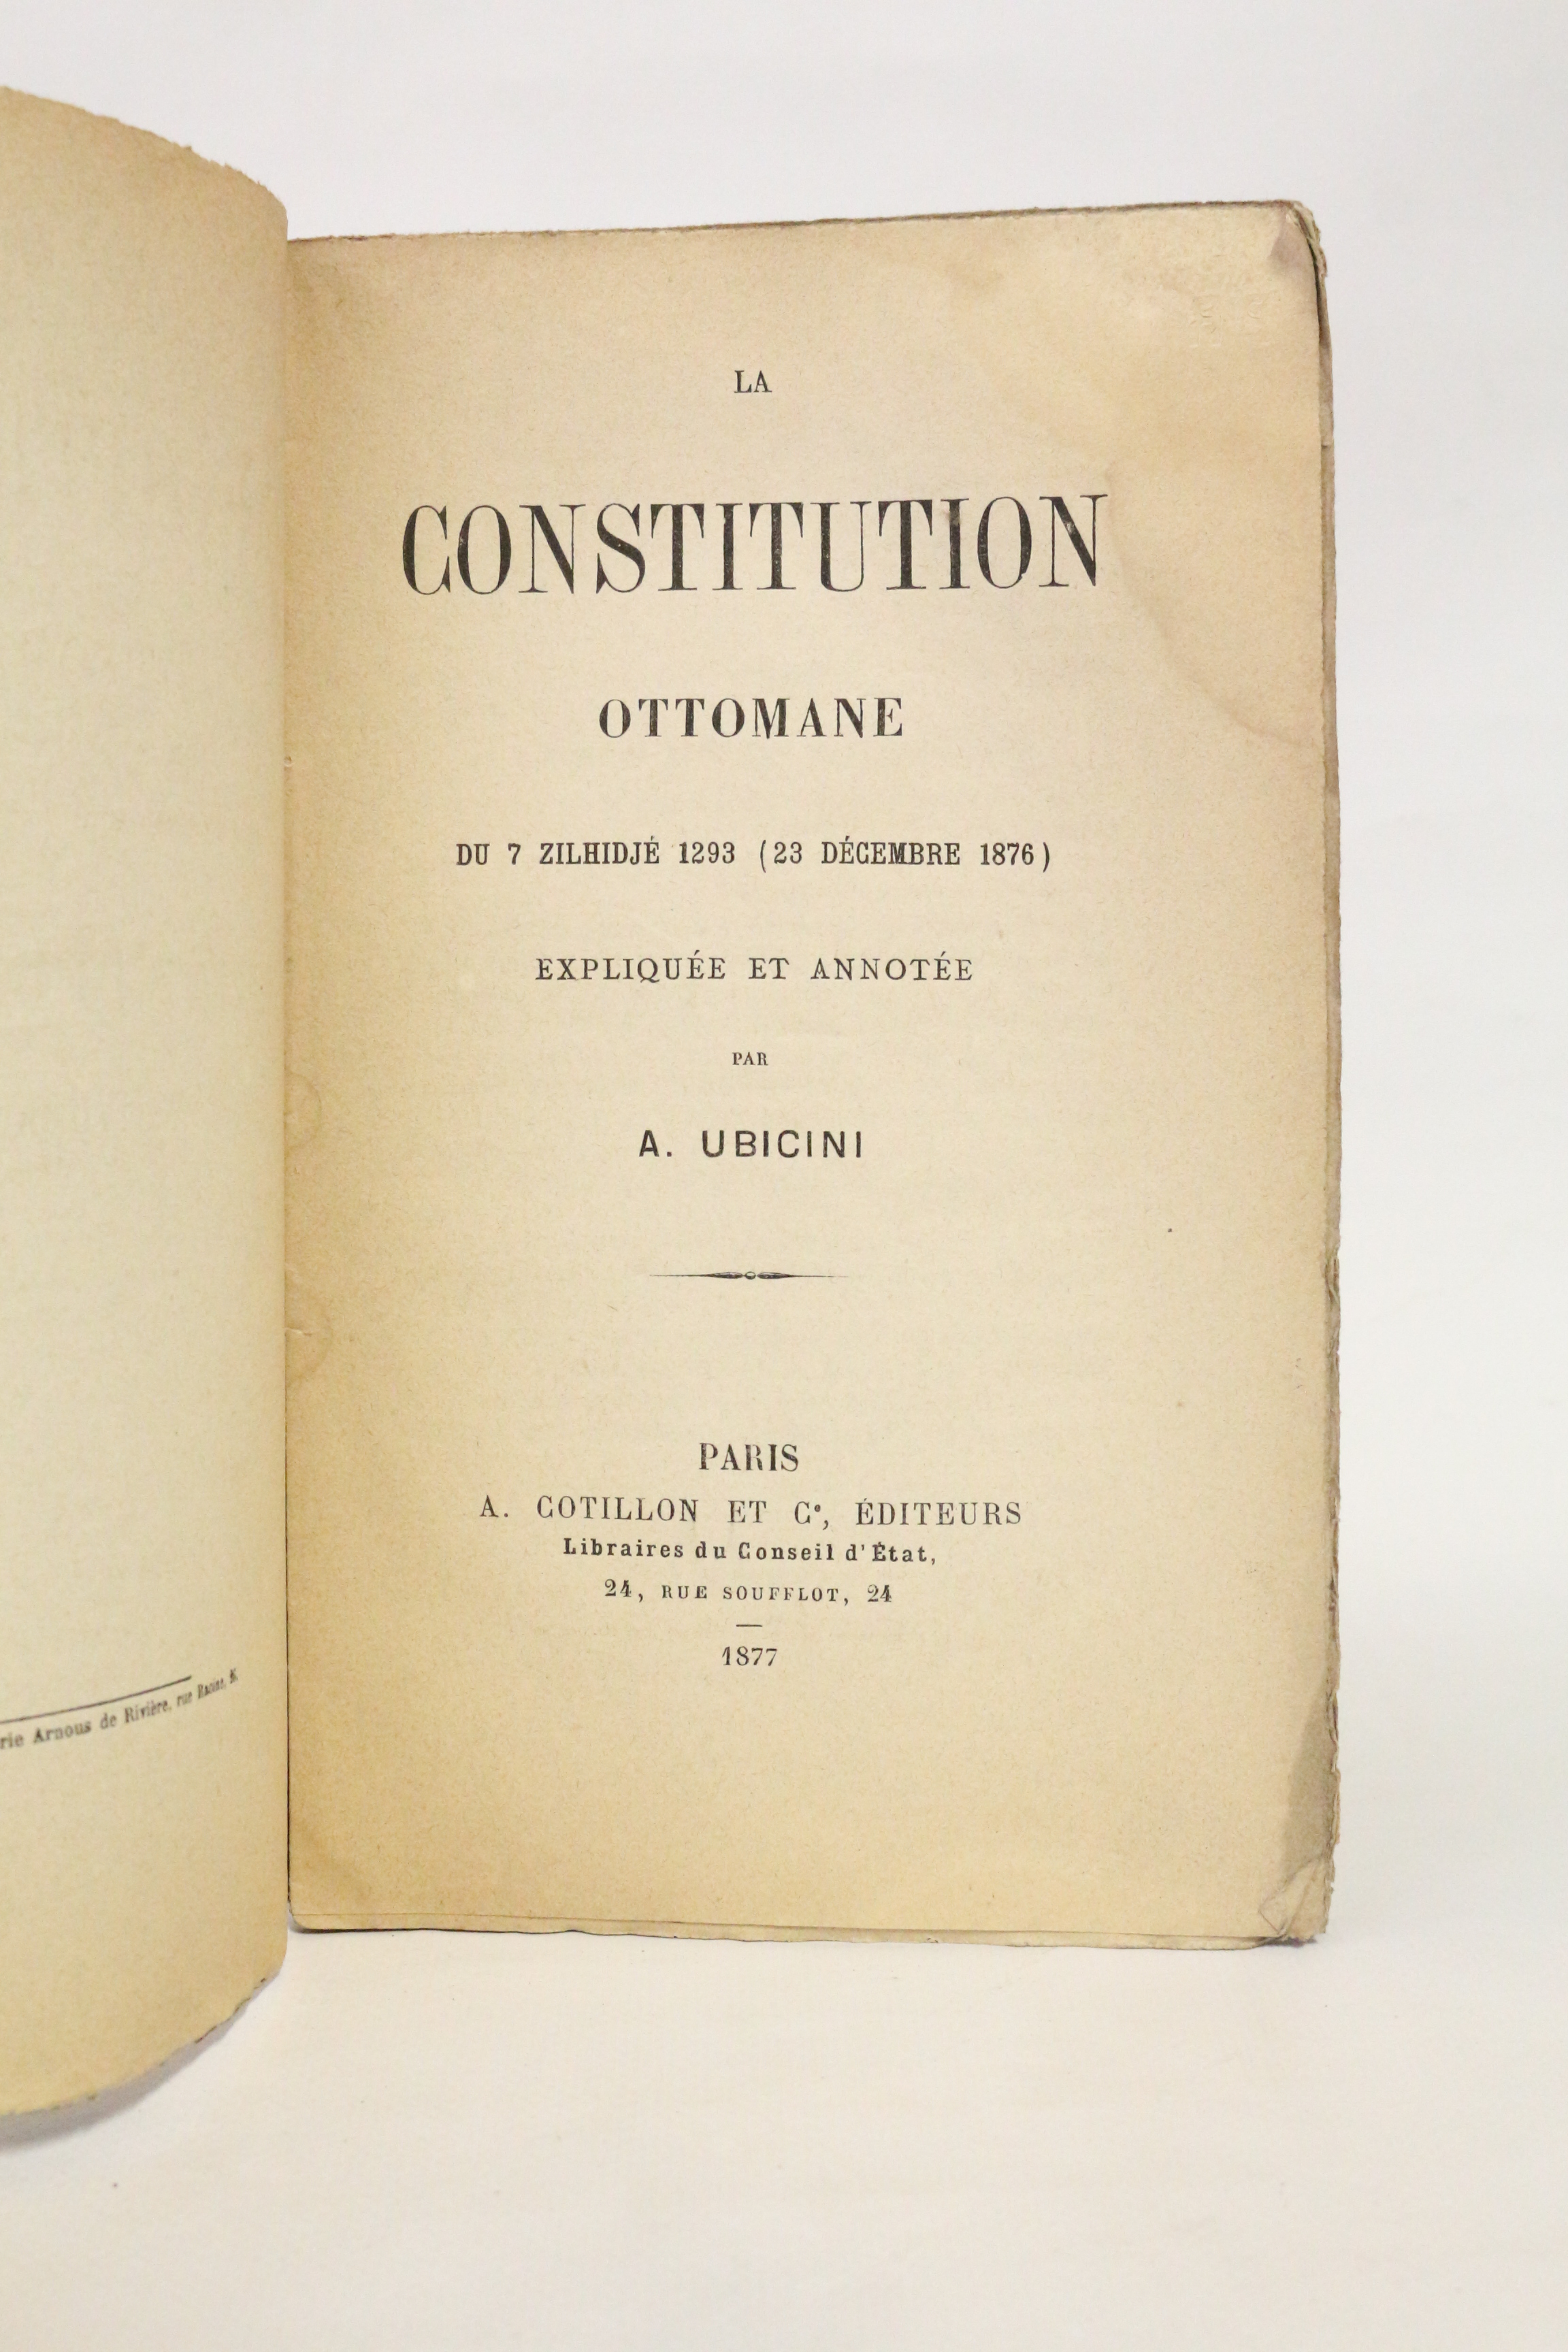 LA
CONSTITUTION
OTTOMANE
DU 7 ZILHIDJÉ 1293 (23 DÉCEMBRE 1876)
EXPLIQUÉE ET ANNOTÉE
PAR
A. UBICINI
PARIS
A. COTILLON ET Cᵉ, ÉDITEURS
Libraires du Conseil d'État,
24, RUE SOUFFLOT, 24
1877
rie Arnous de Rivière, rue Racine,